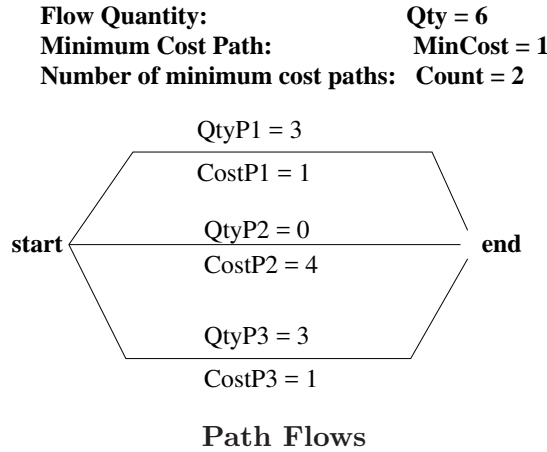 Flow Quantity: Qty = 6
Minimum Cost Path: MinCost = 1
Number of minimum cost paths: Count = 2
QtyP1 = 3
CostP1 = 1
QtyP2 = 0
start end
CostP2 = 4
QtyP3 = 3
CostP3 = 1
Path Flows